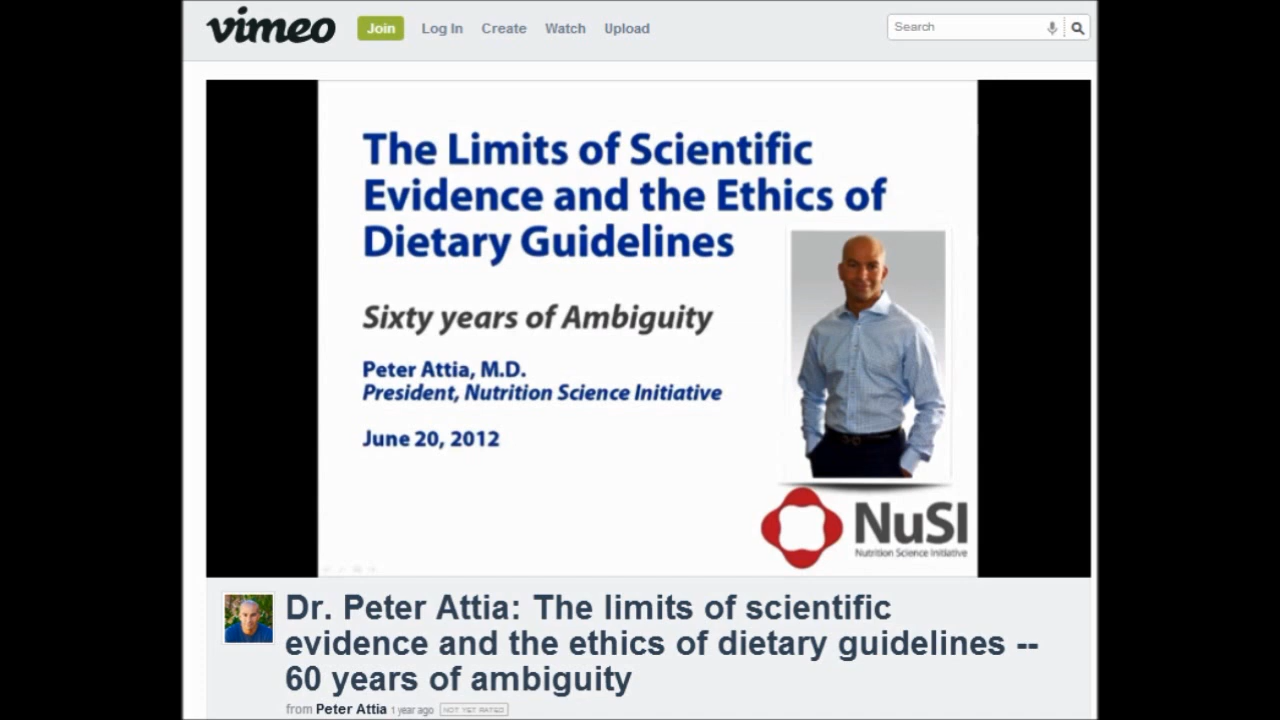 vimeo Join Log In Create Watch Upload Search
The Limits of Scientific
Evidence and the Ethics of
Dietary Guidelines
Sixty years of Ambiguity
Peter Attia, M.D.
President, Nutrition Science Initiative
June 20, 2012
NuSI
Nutrition Science Initiative
Dr. Peter Attia: The limits of scientific
evidence and the ethics of dietary guidelines --
60 years of ambiguity
from Peter Attia 1 year ago NOT YET RATED